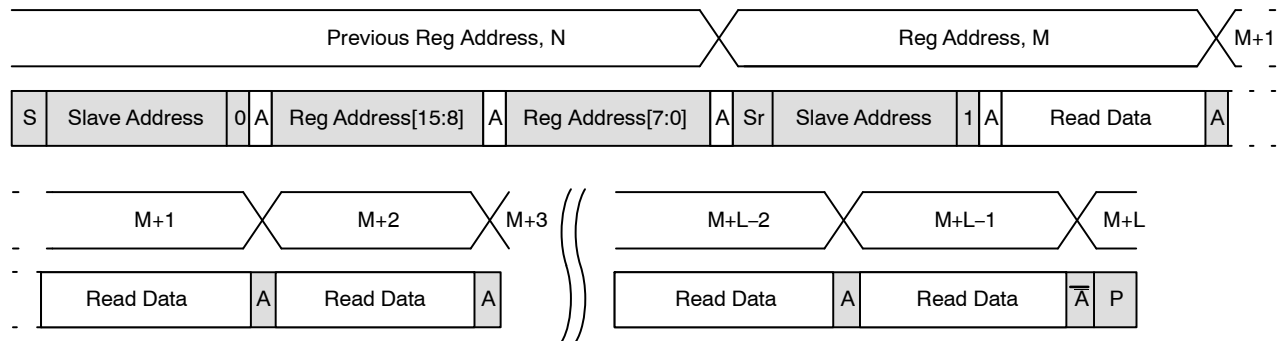 Previous Reg Address, N Reg Address, M M+1
S Slave Address 0 A Reg Address[15:8] A Reg Address[7:0] A Sr Slave Address 1 A Read Data A
M+1 M+2 M+3 M+L–2 M+L–1 M+L
Read Data A Read Data A Read Data A Read Data A̅ P